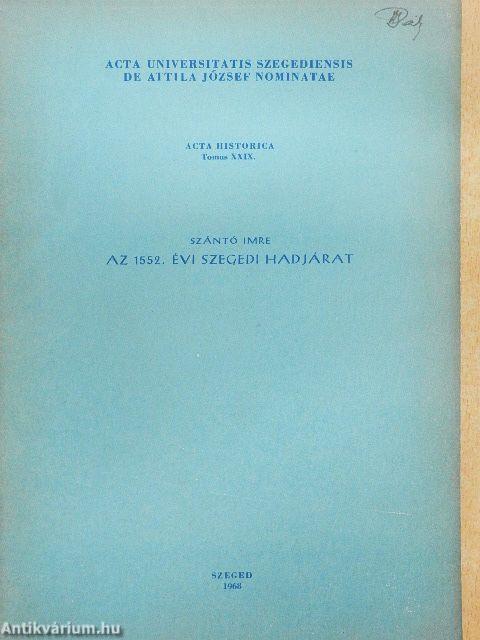 ACTA UNIVERSITATIS SZEGEDIENSIS
DE ATTILA JÓZSEF NOMINATAE
ACTA HISTORICA
Tomus XXIX.
SZÁNTÓ IMRE
AZ 1552. ÉVI SZEGEDI HADJÁRAT
SZEGED
1968
Antikvárium.hu